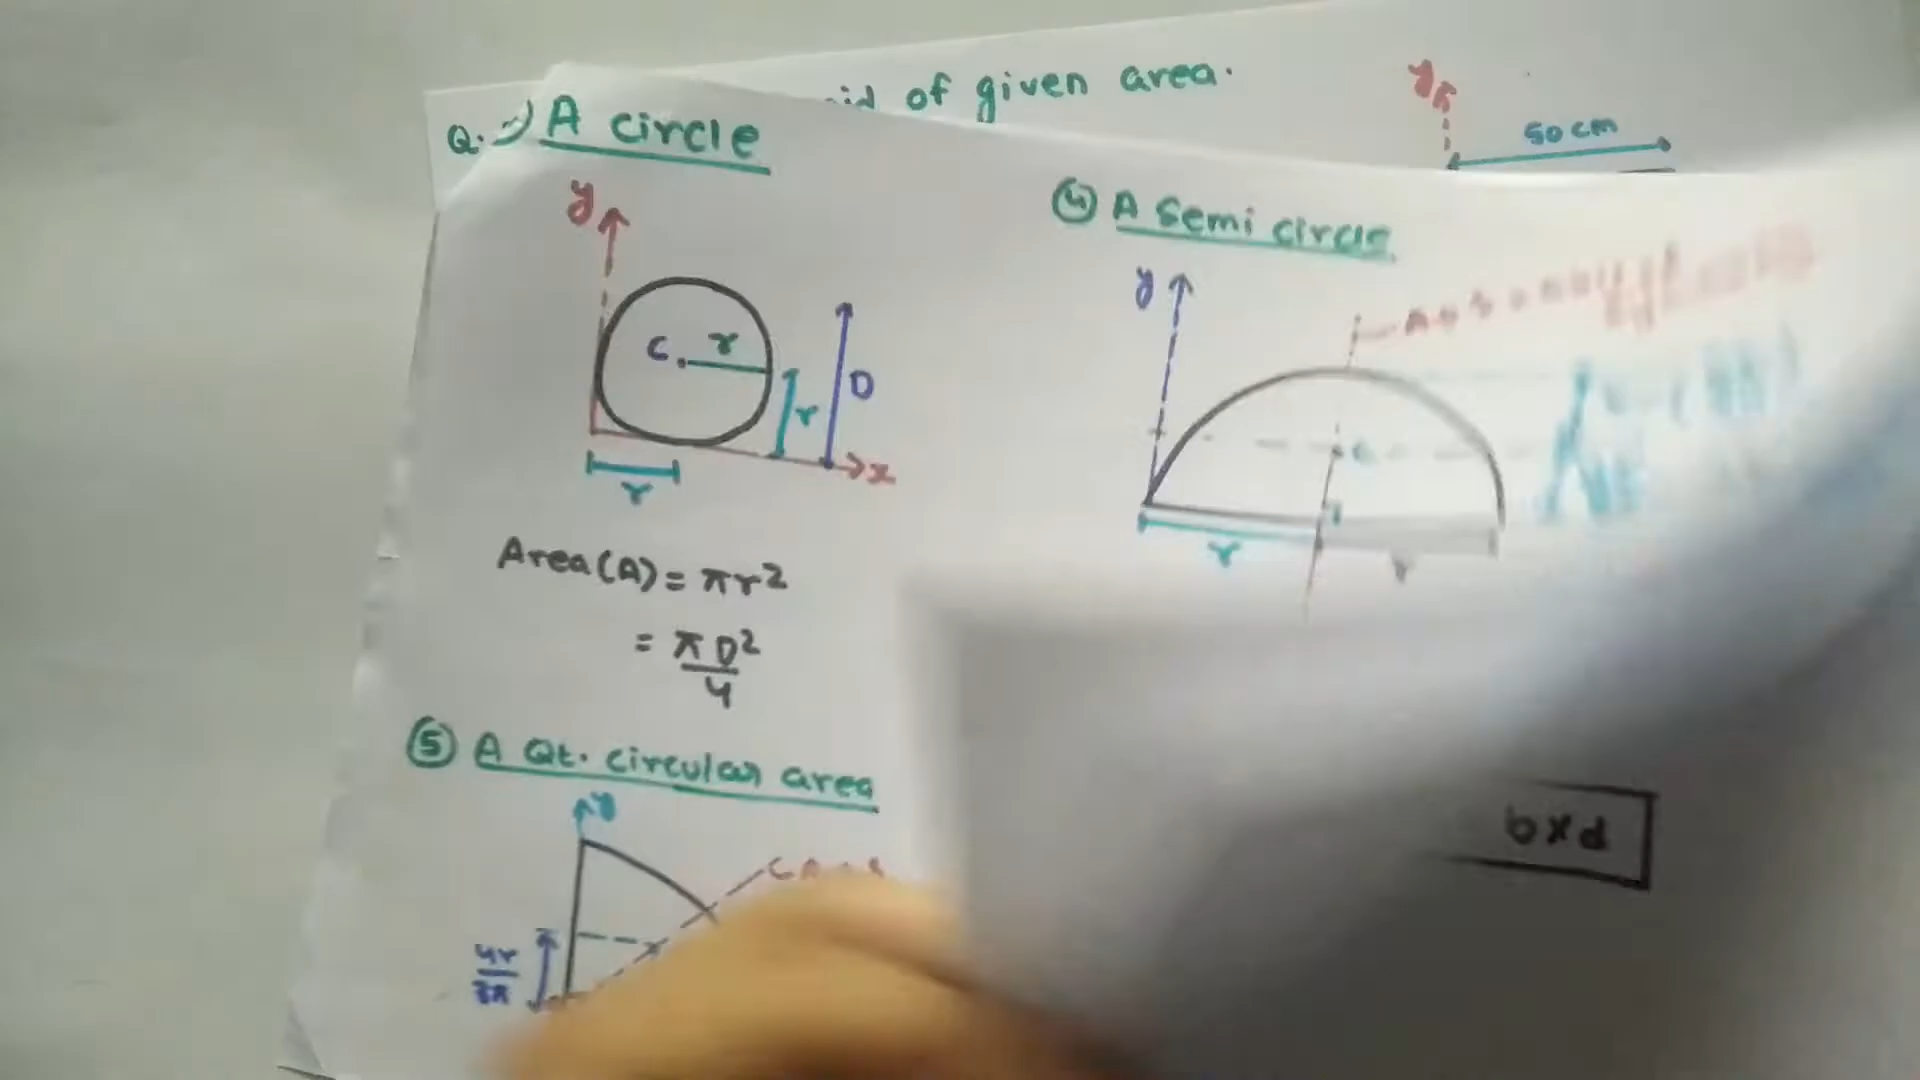 Q.
of given area.
50 cm
A circle
y
C
r
r
D
x
r
Area (A) = πr²
= πD²/4
④ A Semi circle
y
c
r
r
⑤ A Qt. circular area
y
4r/3π
b×d